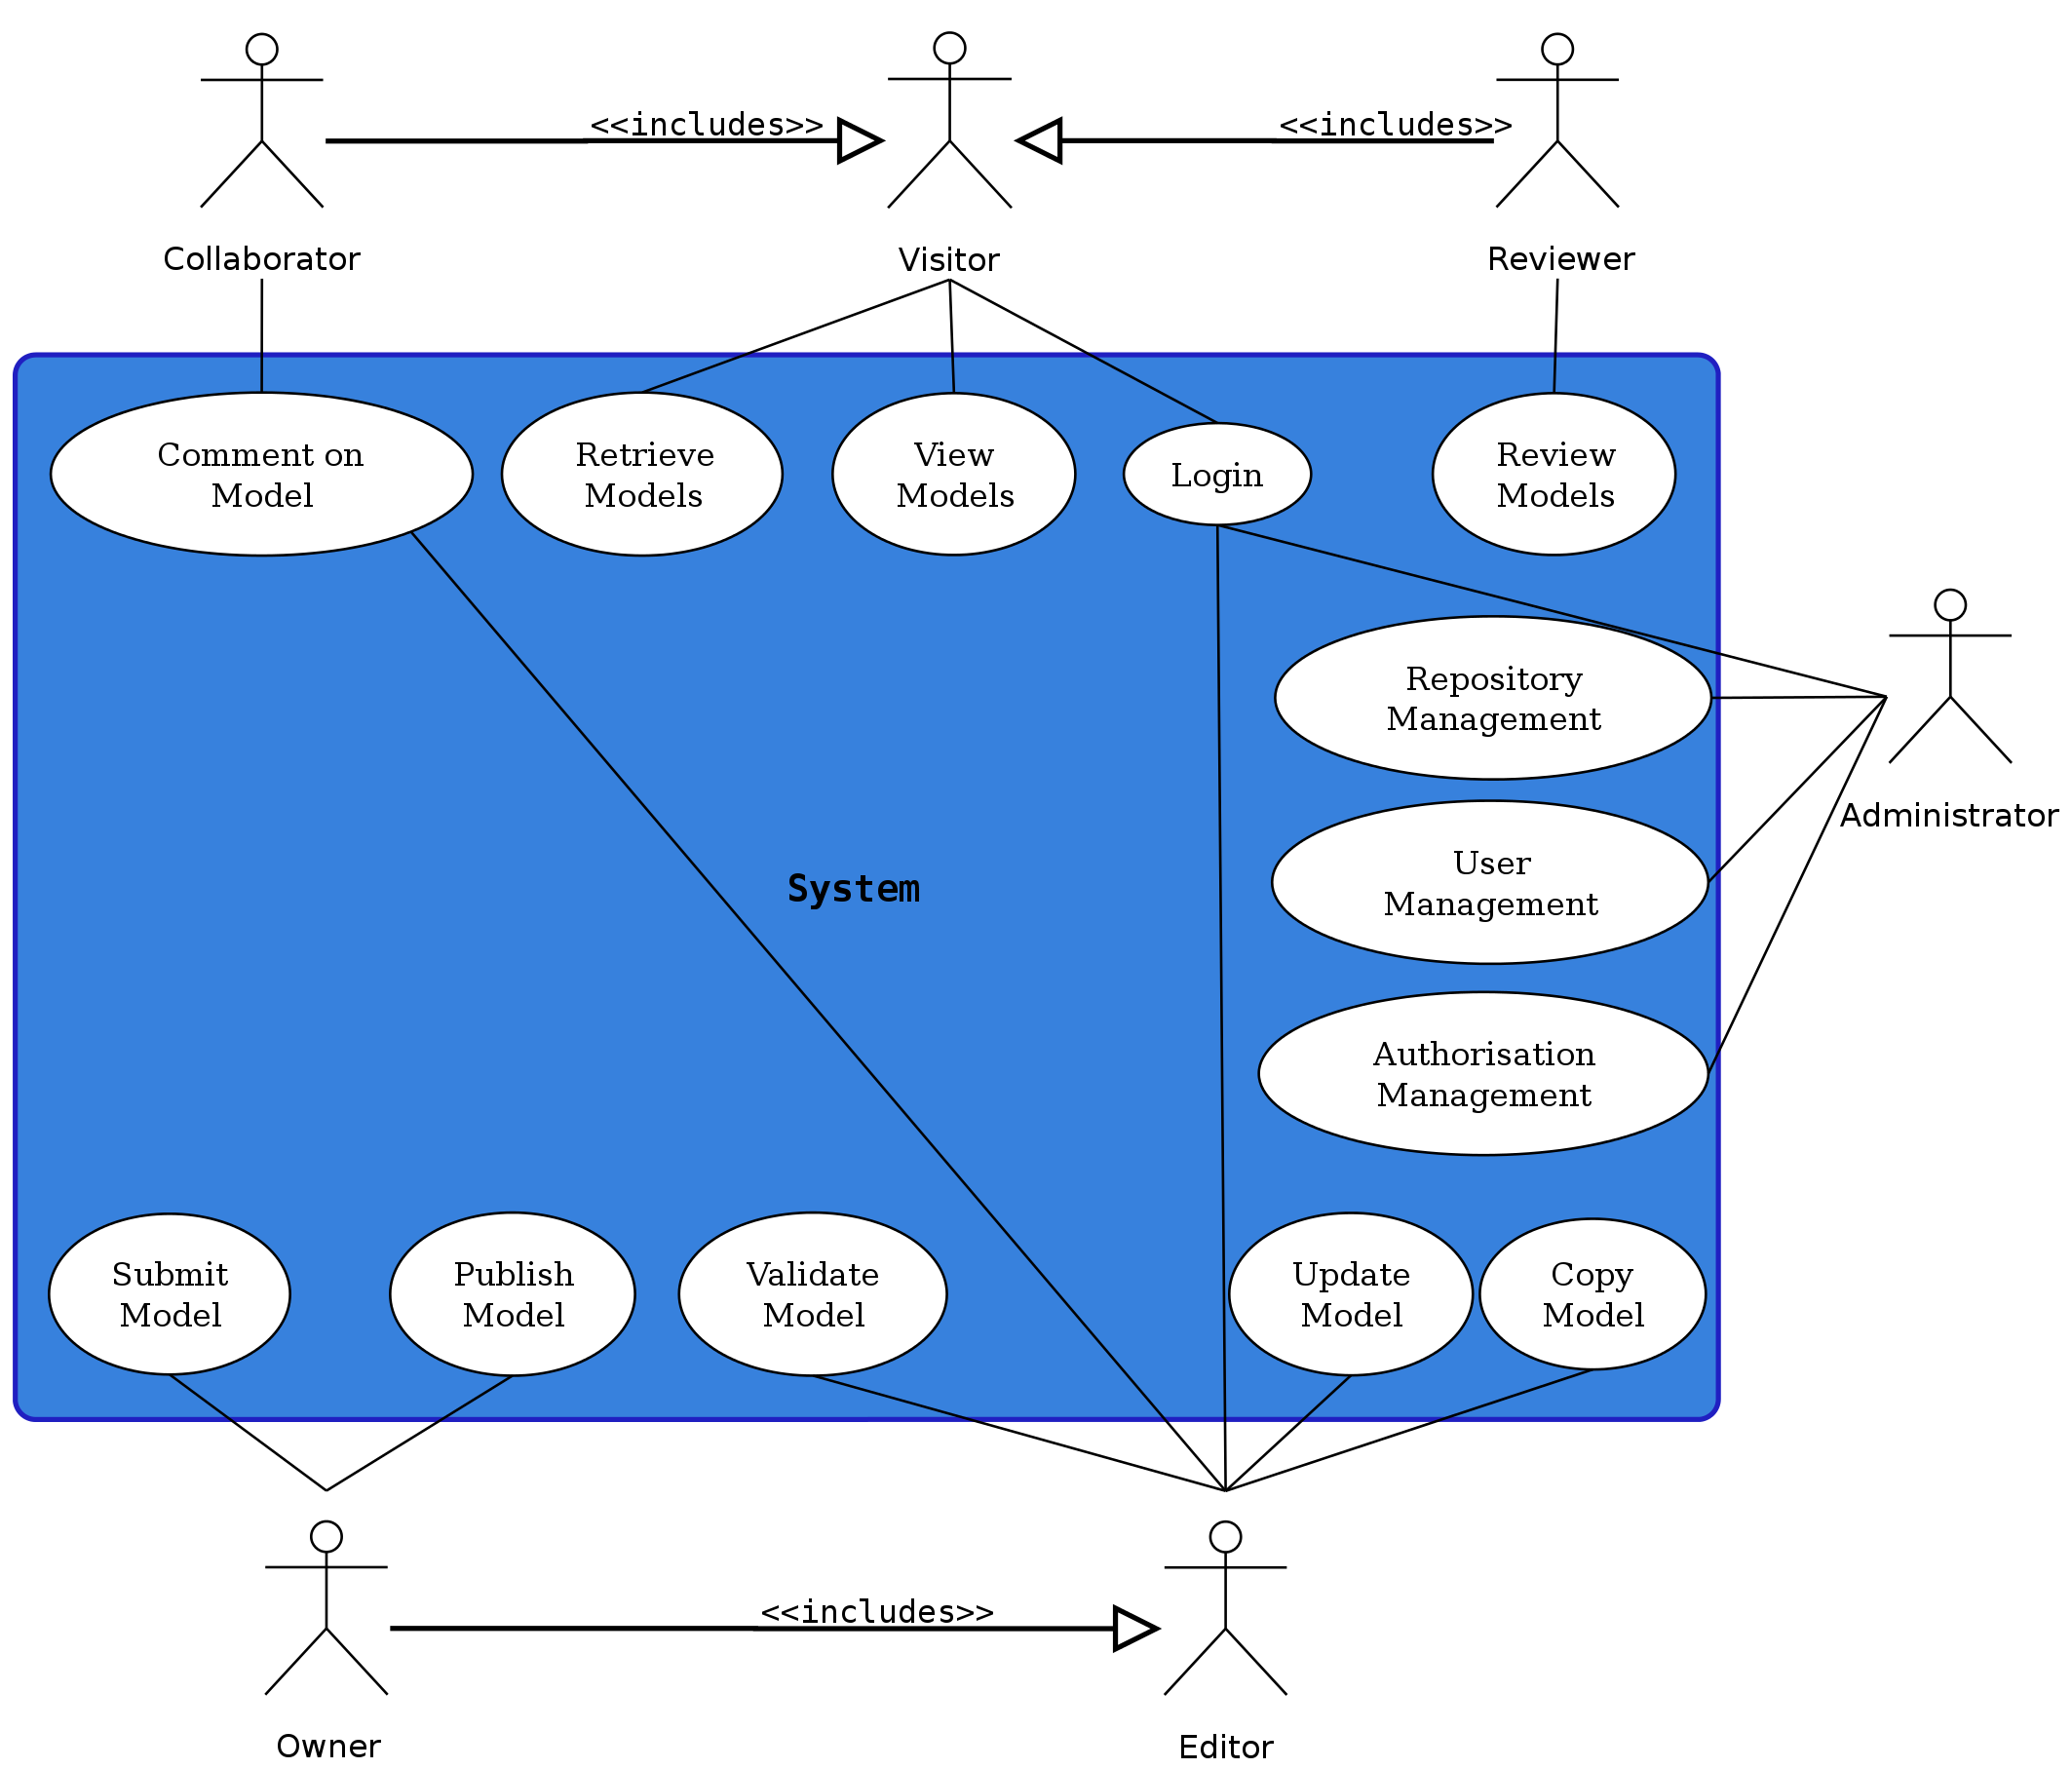 <<includes>>
<<includes>>
Collaborator
Visitor
Reviewer
Comment on
Model
Retrieve
Models
View
Models
Login
Review
Models
Repository
Management
Administrator
User
Management
System
Authorisation
Management
Submit
Model
Publish
Model
Validate
Model
Update
Model
Copy
Model
<<includes>>
Owner
Editor